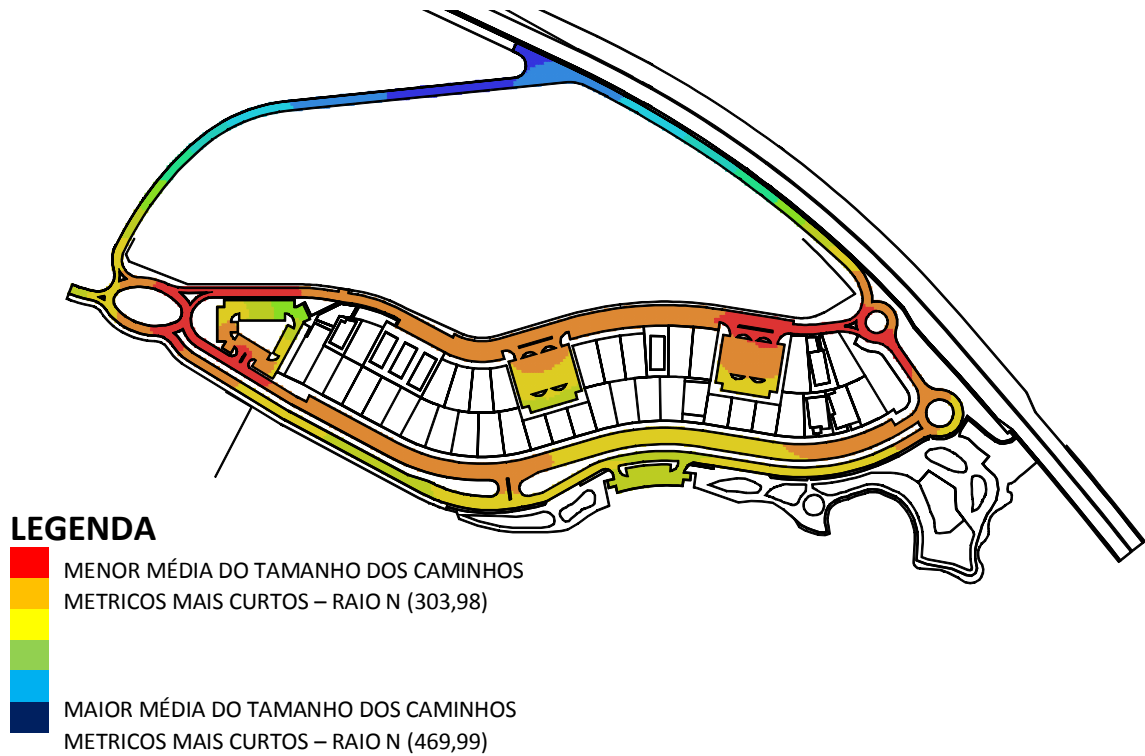 LEGENDA
MENOR MÉDIA DO TAMANHO DOS CAMINHOS
METRICOS MAIS CURTOS – RAIO N (303,98)
MAIOR MÉDIA DO TAMANHO DOS CAMINHOS
METRICOS MAIS CURTOS – RAIO N (469,99)